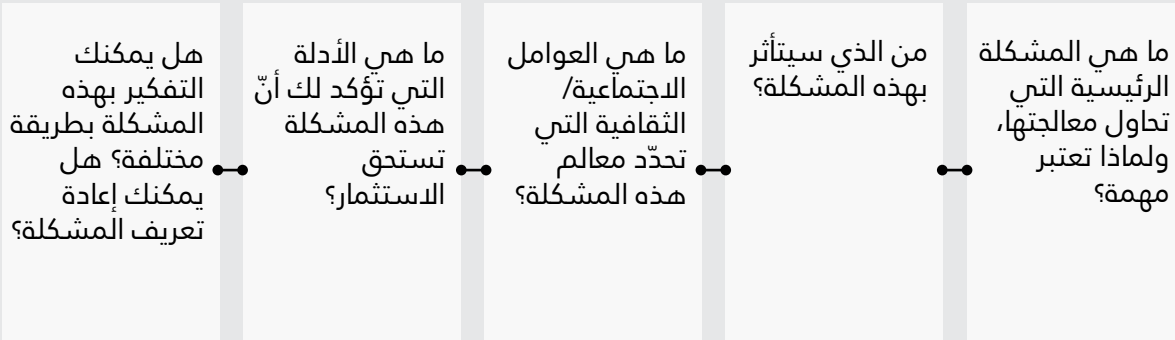 ما هي المشكلة
الرئيسية التي
تحاول معالجتها،
ولماذا تعتبر
مهمة؟
من الذي سيتأثر
بهذه المشكلة؟
ما هي العوامل
الاجتماعية/
الثقافية التي
تحدّد معالم
هذه المشكلة؟
ما هي الأدلة
التي تؤكد لك أنّ
هذه المشكلة
تستحق
الاستثمار؟
هل يمكنك
التفكير بهذه
المشكلة بطريقة
مختلفة؟ هل
يمكنك إعادة
تعريف المشكلة؟